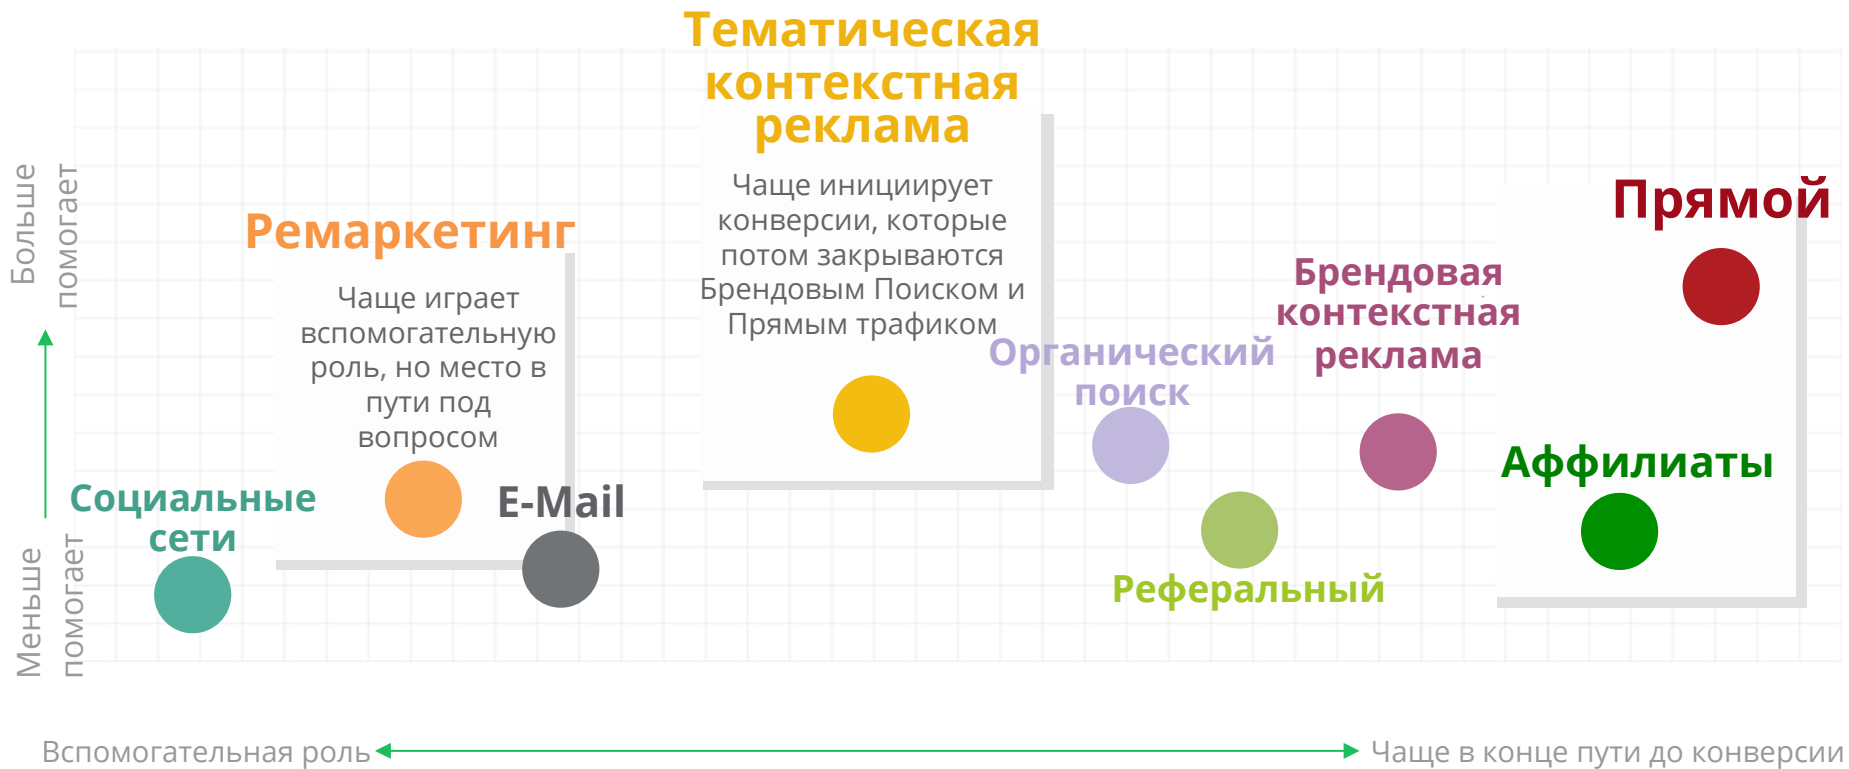 Тематическая
контекстная
реклама
Чаще инициирует
конверсии, которые
потом закрываются
Брендовым Поиском и
Прямым трафиком
Больше
помогает
Ремаркетинг
Чаще играет
вспомогательную
роль, но место в
пути под
вопросом
Прямой
Брендовая
контекстная
реклама
Органический
поиск
Аффилиаты
Социальные
сети
E-Mail
Реферальный
Меньше
помогает
Вспомогательная роль
Чаще в конце пути до конверсии